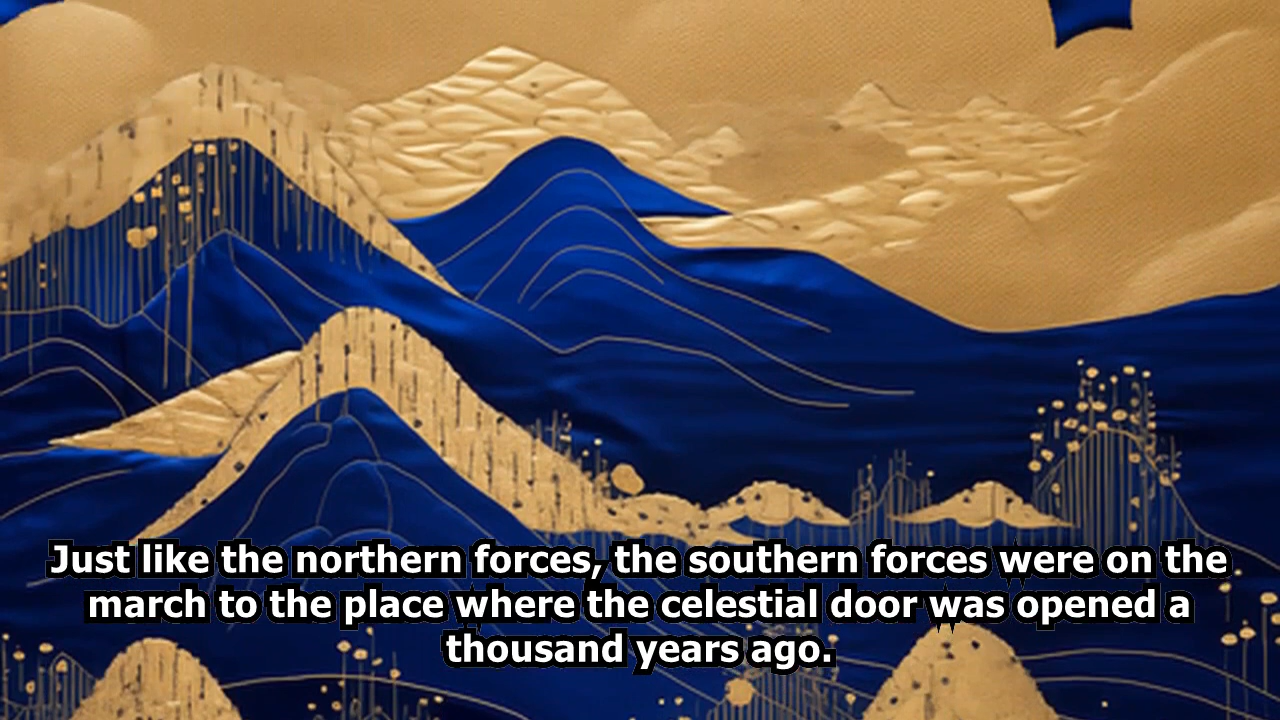 Just like the northern forces, the southern forces were on the
march to the place where the celestial door was opened a
thousand years ago.